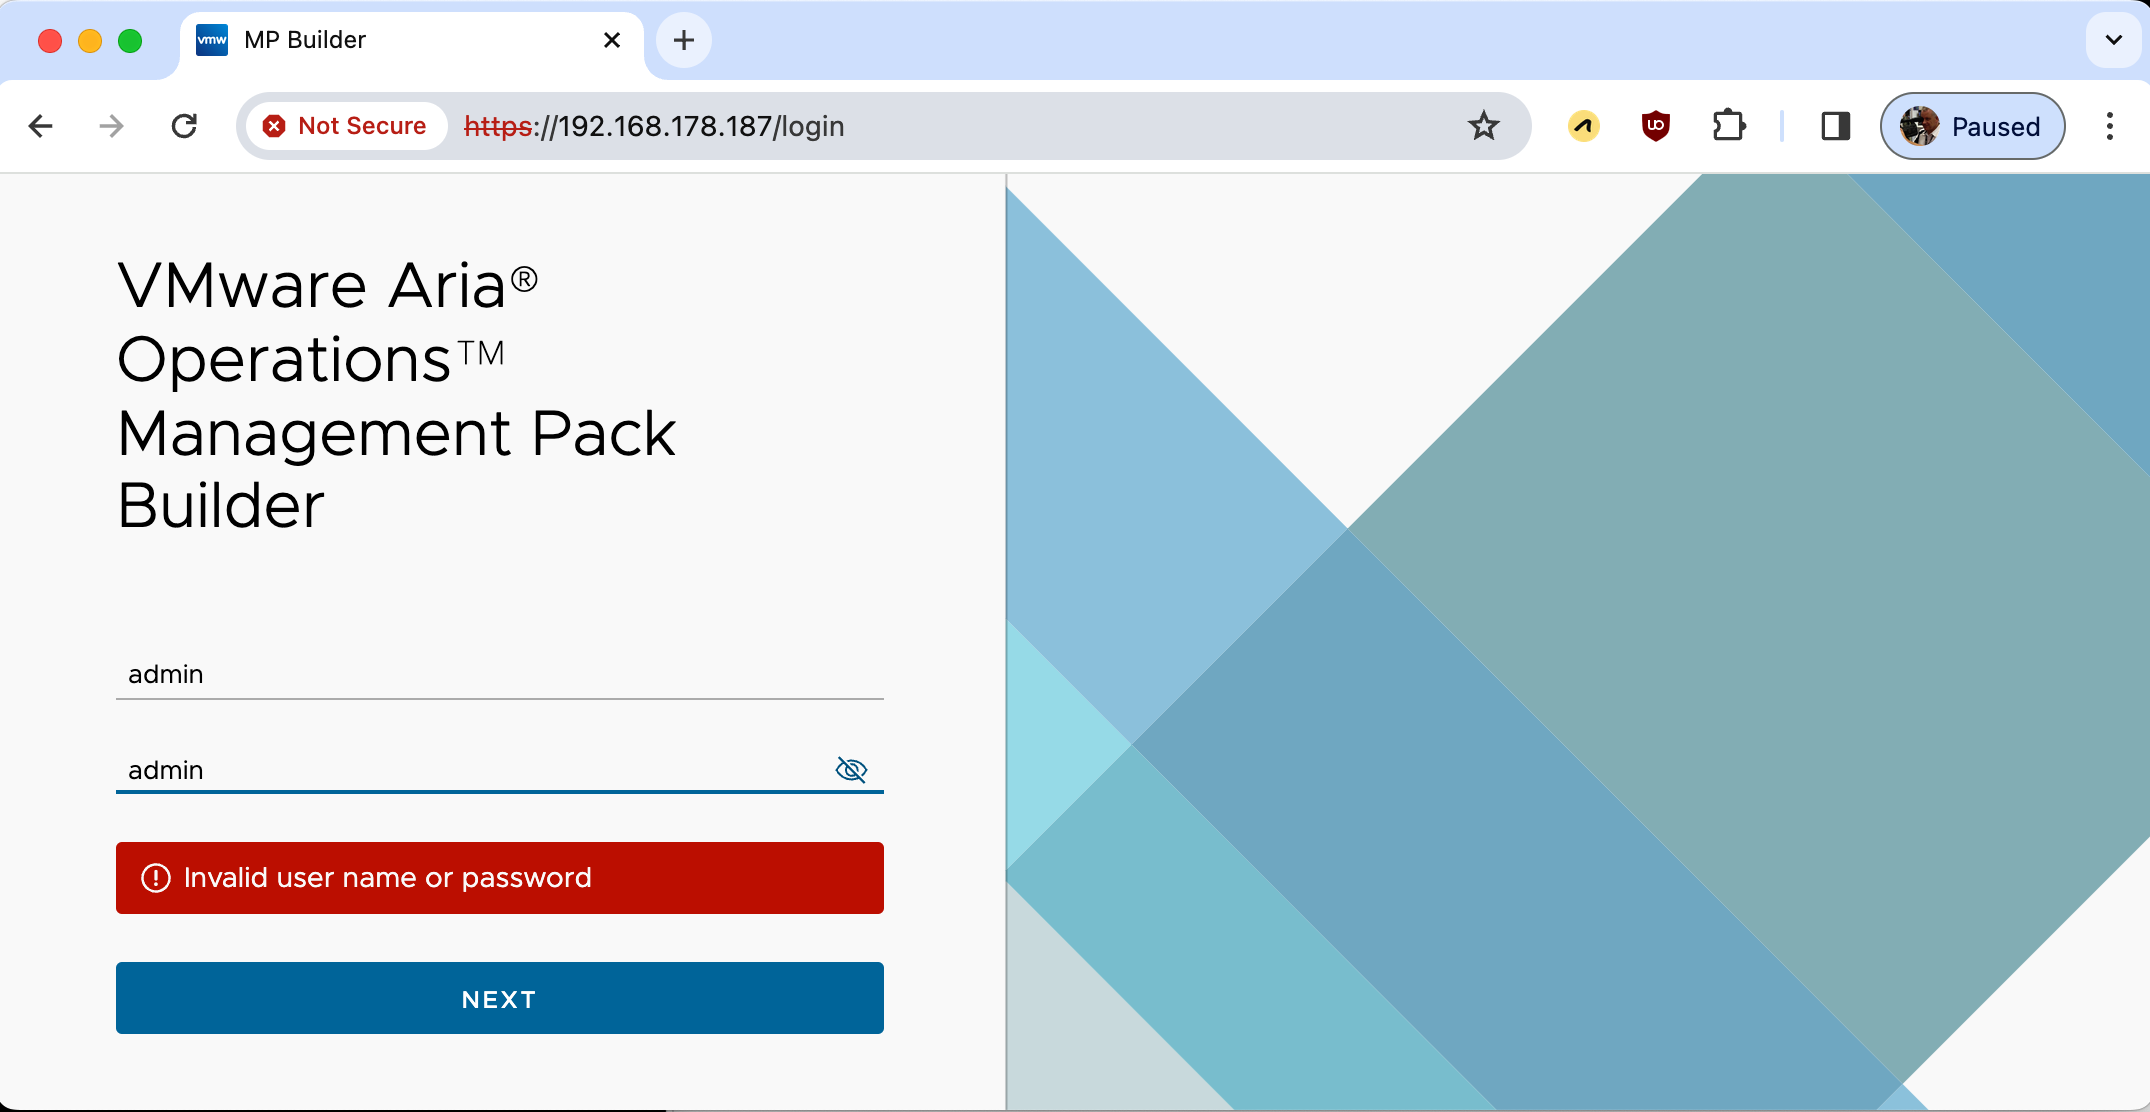 vmw MP Builder
Not Secure https://192.168.178.187/login
Paused
VMware Aria®
Operations™
Management Pack
Builder
admin
admin
Invalid user name or password
NEXT